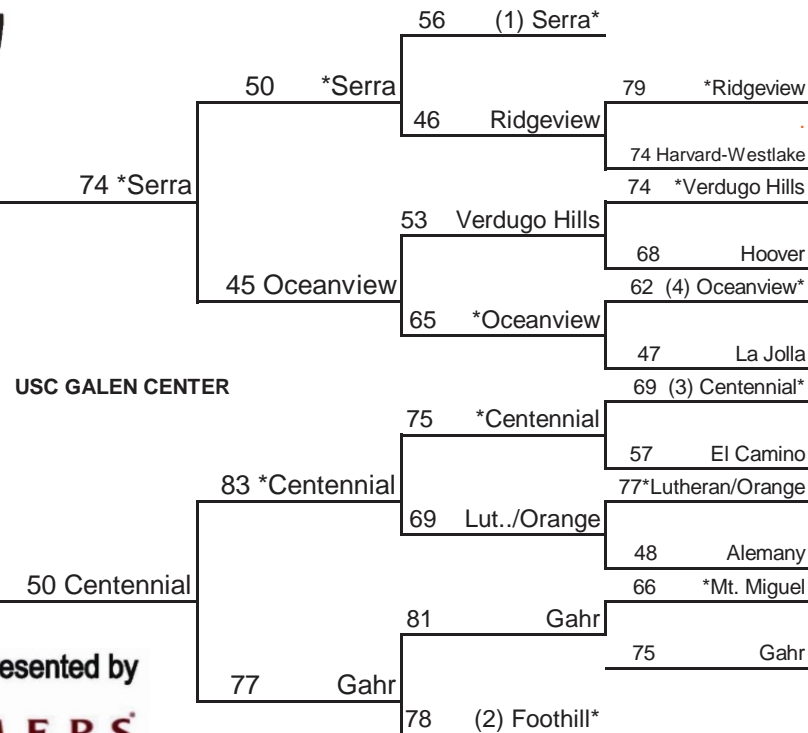 56 (1) Serra*
50 *Serra
79 *Ridgeview
46 Ridgeview
74 Harvard-Westlake
74 *Serra
74 *Verdugo Hills
53 Verdugo Hills
68 Hoover
45 Oceanview
62 (4) Oceanview*
65 *Oceanview
47 La Jolla
USC GALEN CENTER
69 (3) Centennial*
75 *Centennial
57 El Camino
83 *Centennial
77*Lutheran/Orange
69 Lut../Orange
48 Alemany
50 Centennial
66 *Mt. Miguel
81 Gahr
75 Gahr
esented by
77 Gahr
78 (2) Foothill*